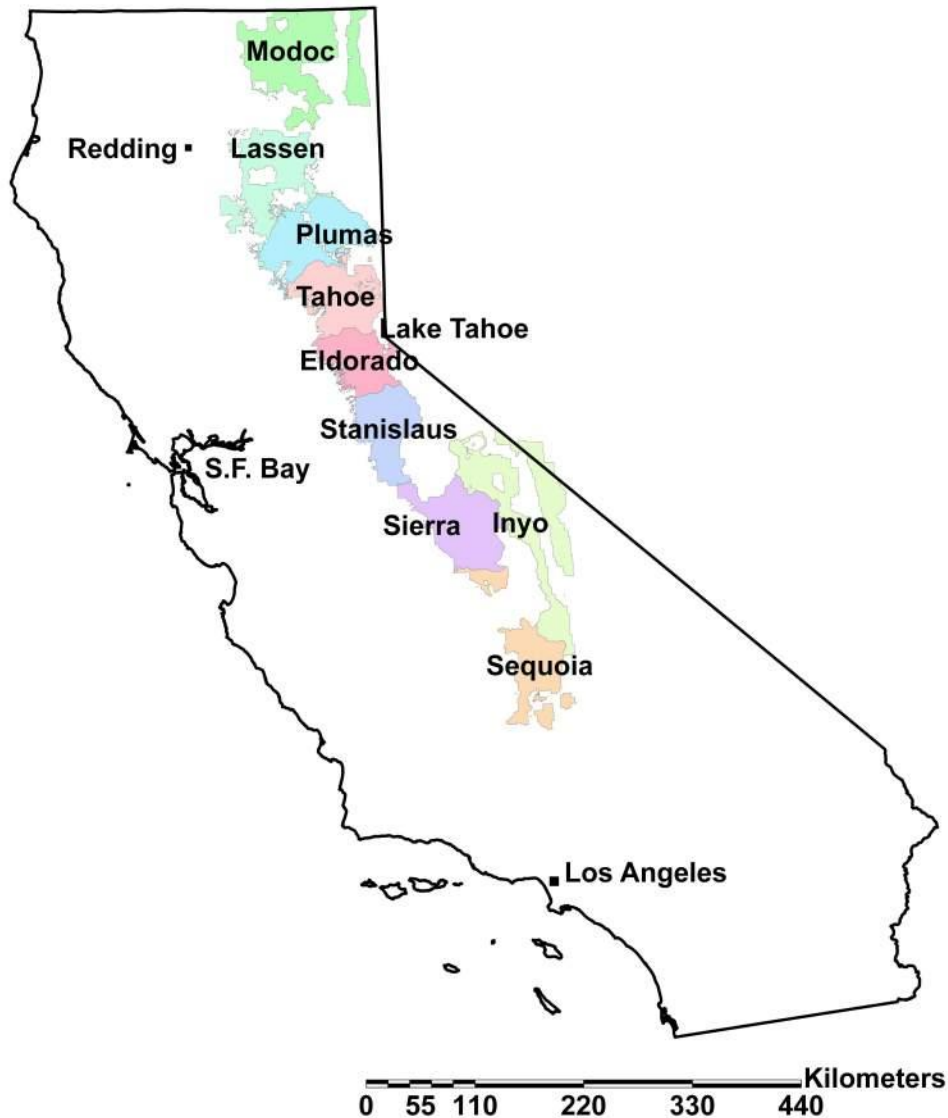 Modoc
Redding
Lassen
Plumas
Tahoe
Lake Tahoe
Eldorado
Stanislaus
S.F. Bay
Sierra
Inyo
Sequoia
Los Angeles
Kilometers
0 55 110 220 330 440